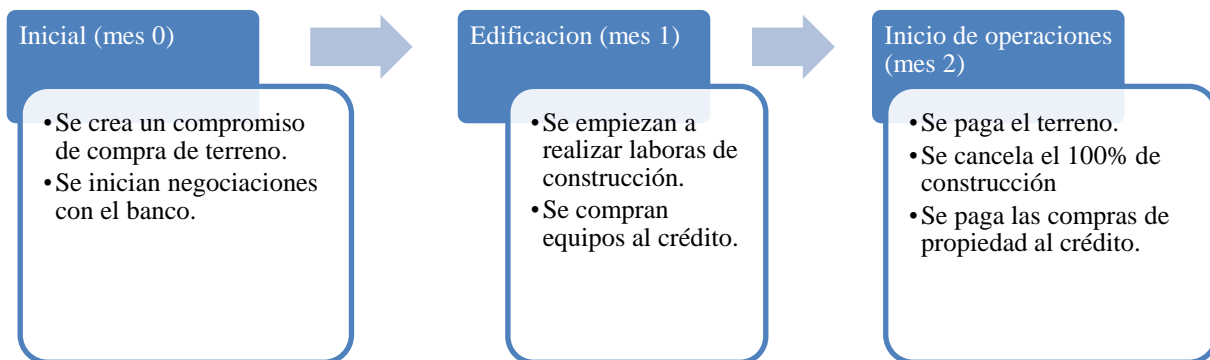 Inicial (mes 0)
•Se crea un compromiso
de compra de terreno.
•Se inician negociaciones
con el banco.
Edificacion (mes 1)
•Se empiezan a
realizar laboras de
construcción.
•Se compran
equipos al crédito.
Inicio de operaciones
(mes 2)
•Se paga el terreno.
•Se cancela el 100% de
construcción
•Se paga las compras de
propiedad al crédito.